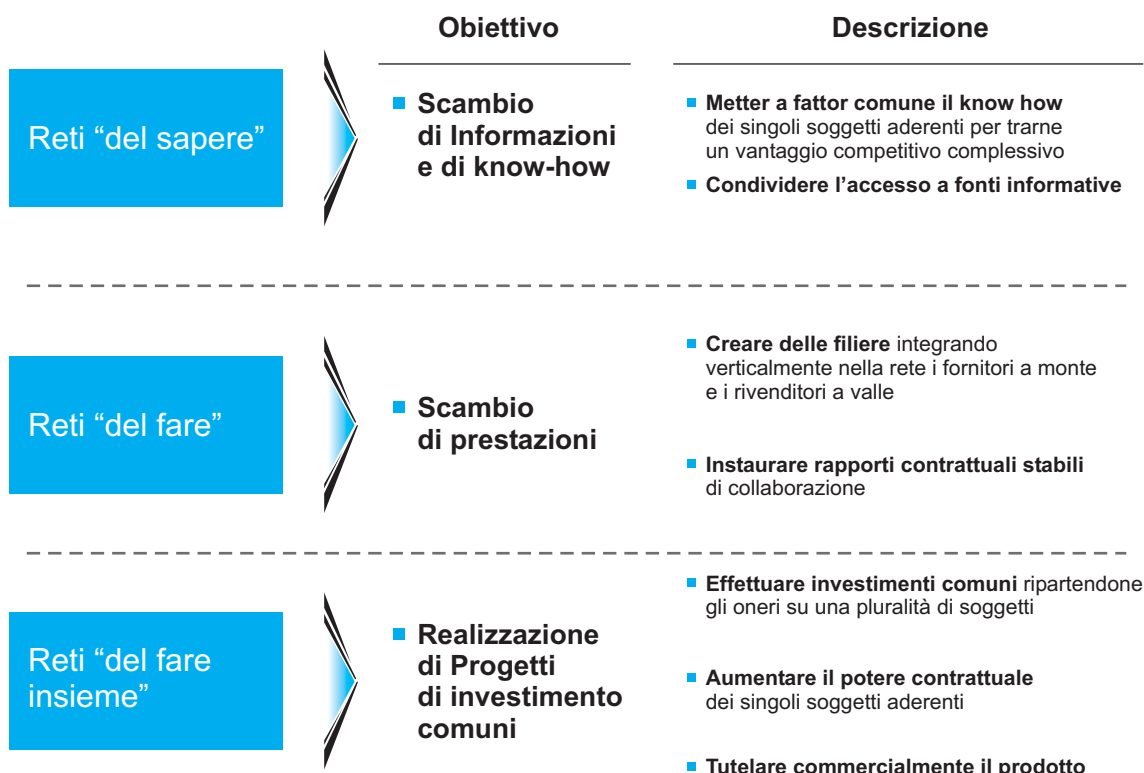 Obiettivo
Descrizione
Reti “del sapere”
Scambio
di Informazioni
e di know-how
Metter a fattor comune il know how
dei singoli soggetti aderenti per trarne
un vantaggio competitivo complessivo
Condividere l’accesso a fonti informative
Reti “del fare”
Scambio
di prestazioni
Creare delle filiere integrando
verticalmente nella rete i fornitori a monte
e i rivenditori a valle
Instaurare rapporti contrattuali stabili
di collaborazione
Reti “del fare
insieme”
Realizzazione
di Progetti
di investimento
comuni
Effettuare investimenti comuni ripartendone
gli oneri su una pluralità di soggetti
Aumentare il potere contrattuale
dei singoli soggetti aderenti
Tutelare commercialmente il prodotto